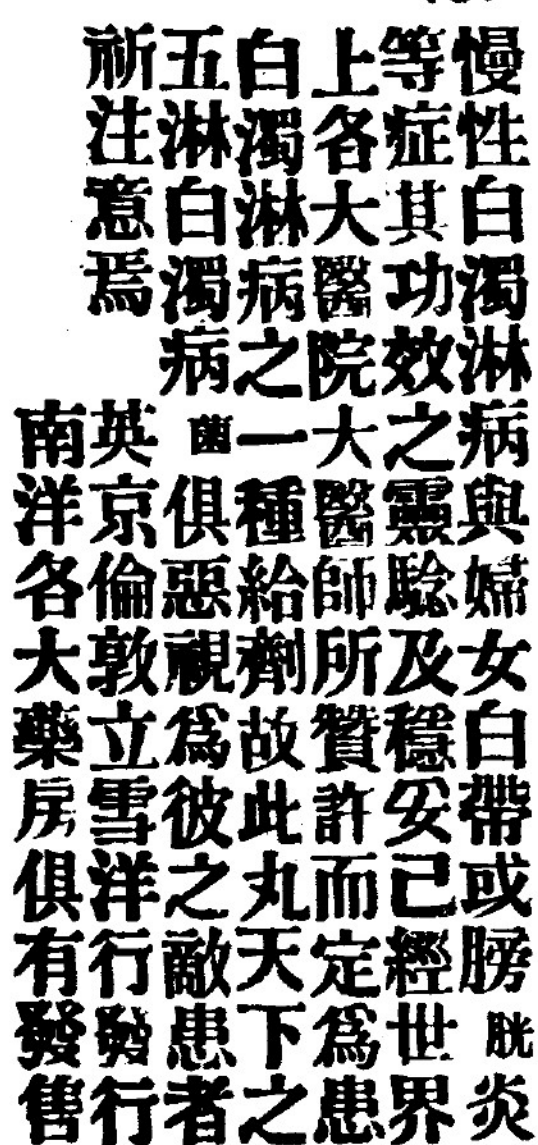 慢性白濁淋病與婦女白帶或膀胱炎
等症其功效之靈騐及穩妥已經世界
上各大醫院大醫師所贊許而定爲患
白濁淋病之一種給劑故此丸天下之
五淋白濁病菌俱惡視爲彼之敵患者
祈注意焉
英京倫敦立雪洋行發行
南洋各大藥房俱有發售